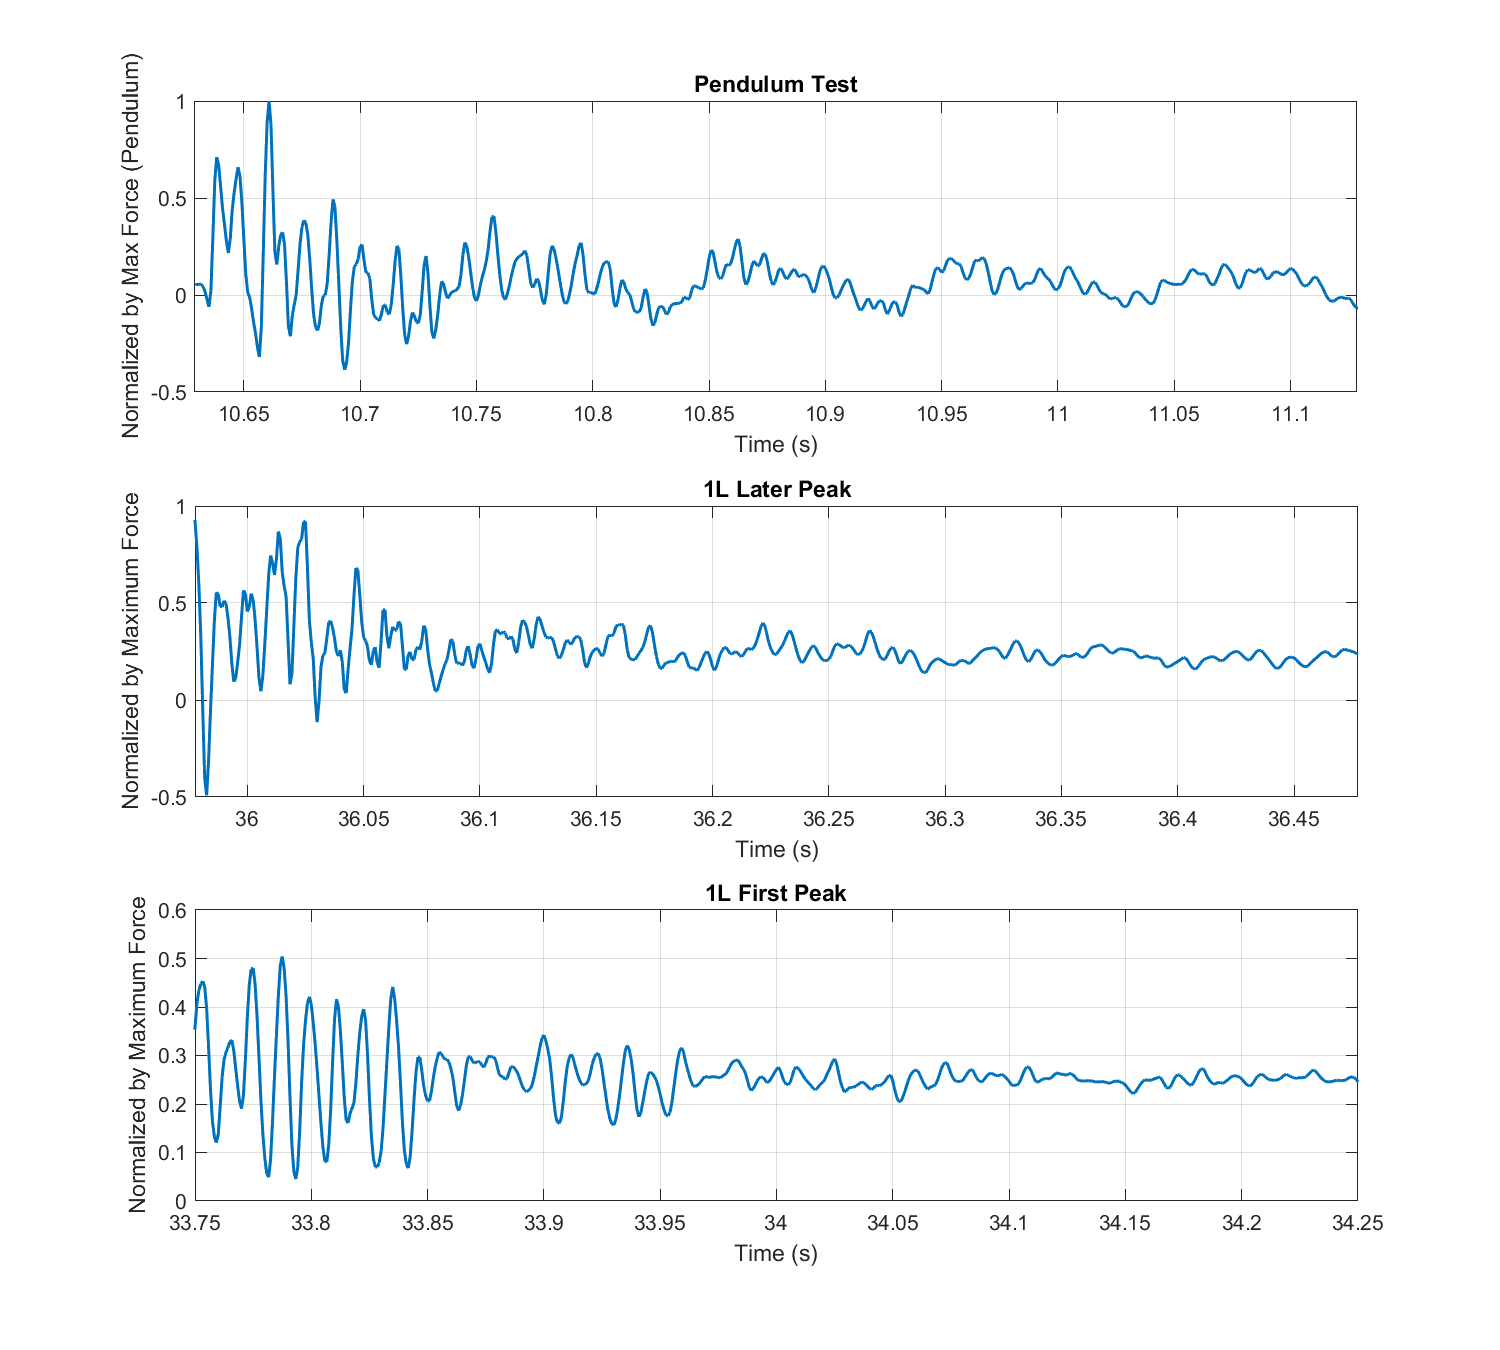 Pendulum Test
Normalized by Max Force (Pendulum)
1
0.5
0
-0.5
10.65 10.7 10.75 10.8 10.85 10.9 10.95 11 11.05 11.1
Time (s)
1L Later Peak
Normalized by Maximum Force
1
0.5
0
-0.5
36 36.05 36.1 36.15 36.2 36.25 36.3 36.35 36.4 36.45
Time (s)
1L First Peak
Normalized by Maximum Force
0.6
0.5
0.4
0.3
0.2
0.1
0
33.75 33.8 33.85 33.9 33.95 34 34.05 34.1 34.15 34.2 34.25
Time (s)